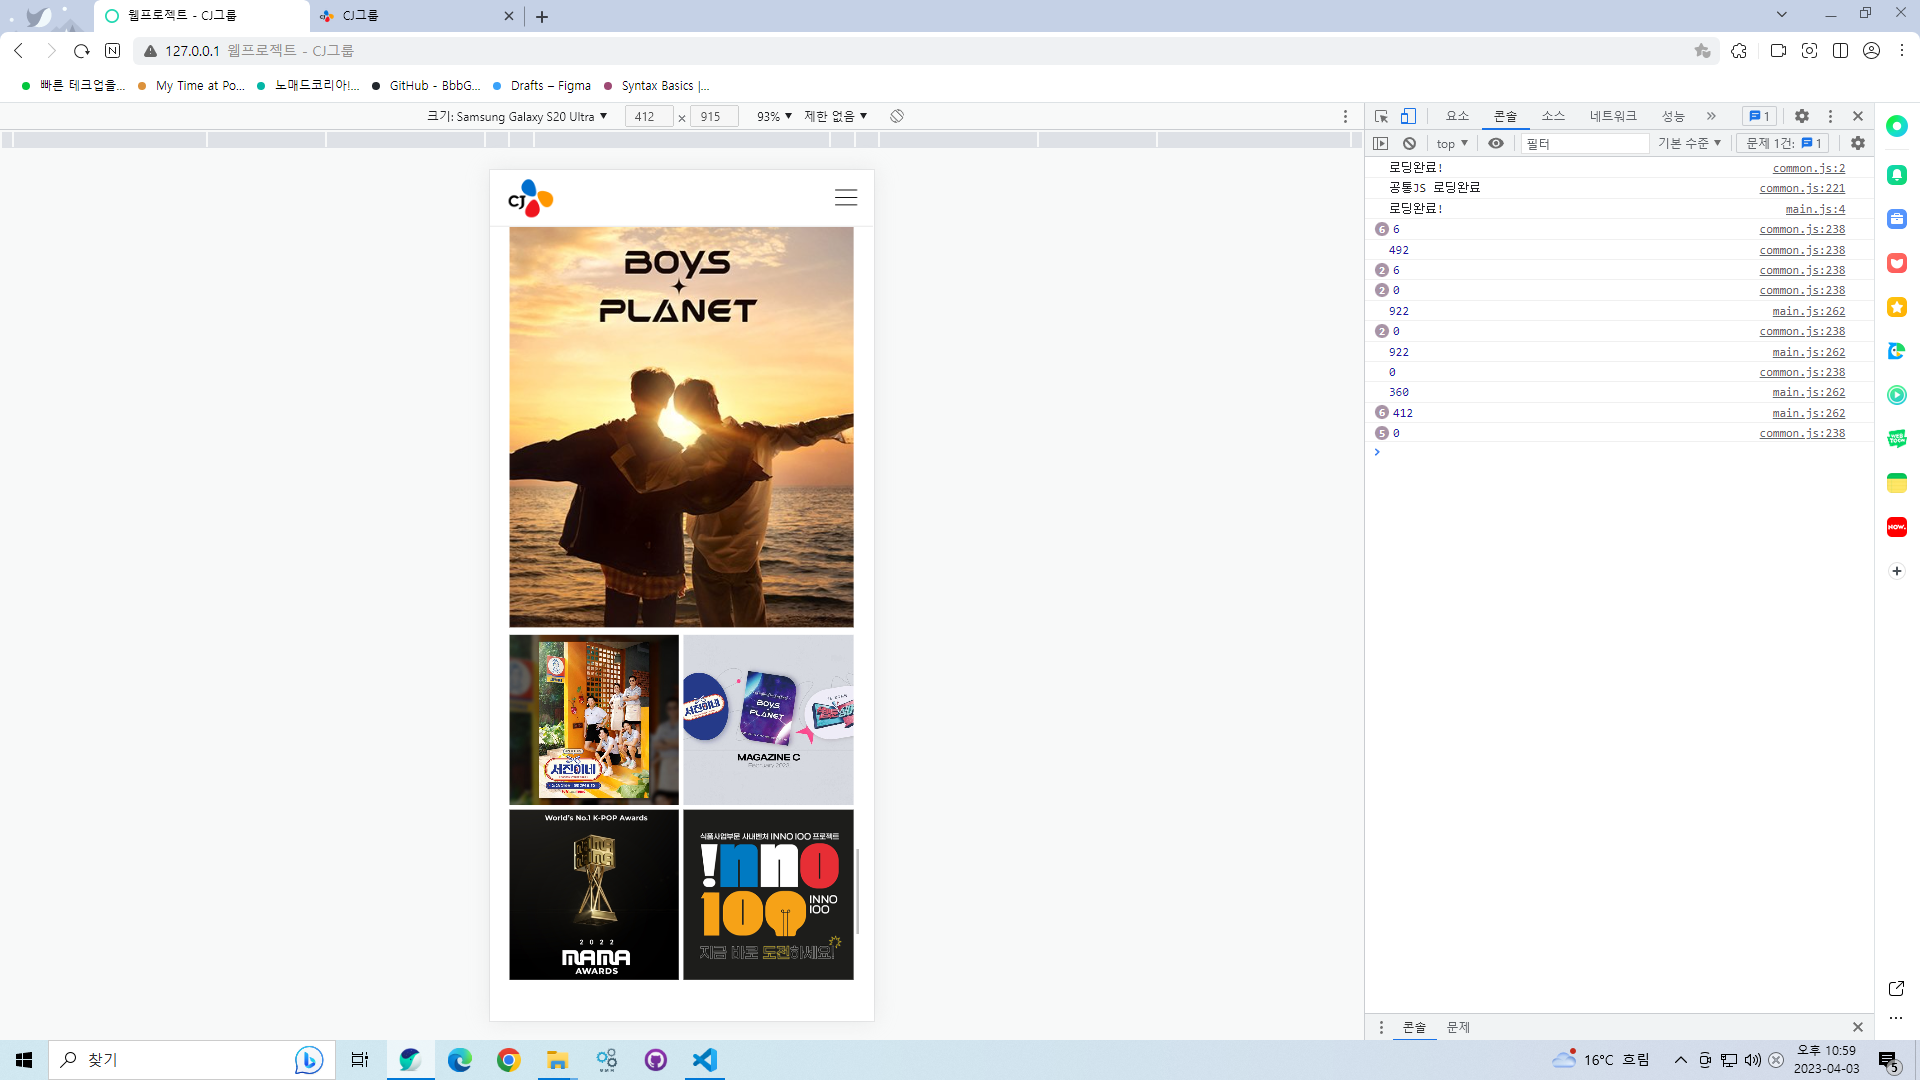 웹프로젝트 - CJ그룹
CJ그룹
127.0.0.1 웹프로젝트 - CJ그룹
빠른 테크업을...
My Time at Po...
노매드코리아!...
GitHub - BbbG...
Drafts – Figma
Syntax Basics |...
크기: Samsung Galaxy S20 Ultra ▼ 412 × 915 93% ▼ 제한 없음 ▼
요소 콘솔 소스 네트워크 성능 » 1
top ▼ 필터 기본 수준 ▼ 문제 1건: 1
로딩완료! common.js:2
공통JS 로딩완료 common.js:221
로딩완료! main.js:4
6 6 common.js:238
492 common.js:238
2 6 common.js:238
2 0 common.js:238
922 main.js:262
2 0 common.js:238
922 main.js:262
0 common.js:238
360 main.js:262
6 412 main.js:262
5 0 common.js:238
CJ
BOYS
PLANET
서진이네
서진이네
BOYS
PLANET
MAGAZINE C
February 2023
World's No.1 K-POP Awards
2022
MAMA
AWARDS
식품사업부문 사내벤처 INNO 100 프로젝트
!nno
100
INNO
100
지금 바로 도전하세요!
WEB
TOON
NOW.
콘솔 문제
찾기
16°C 흐림
오후 10:59
2023-04-03
5